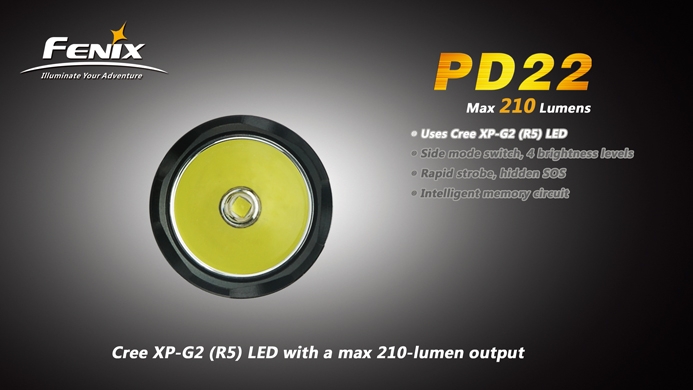 FENIX
Illuminate Your Adventure
PD22
Max 210 Lumens
• Uses Cree XP-G2 (R5) LED
• Side mode switch, 4 brightness levels
• Rapid strobe, hidden SOS
• Intelligent memory circuit
Cree XP-G2 (R5) LED with a max 210-lumen output